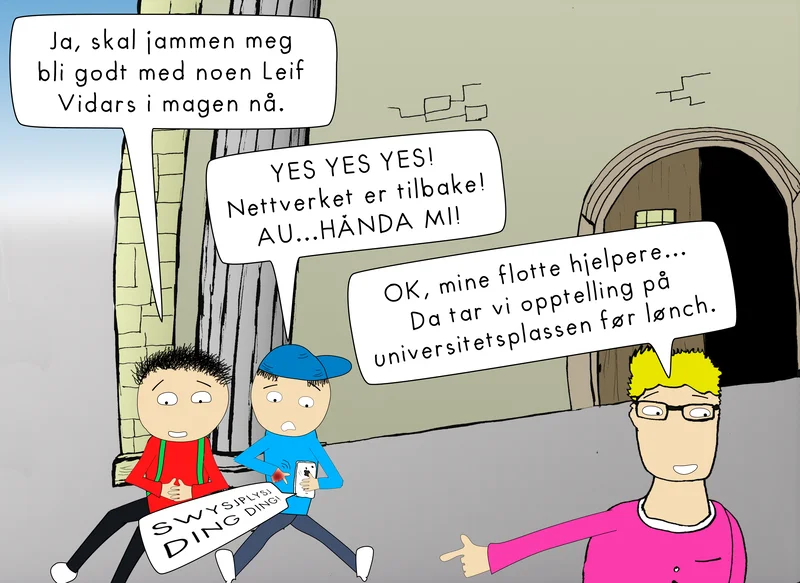 Ja, skal jammen meg
bli godt med noen Leif
Vidars i magen nå.
YES YES YES!
Nettverket er tilbake!
AU...HÅNDA MI!
OK, mine flotte hjelpere...
Da tar vi opptelling på
universitetsplassen før lønch.
SWYSJPLYSJ
DING DING!